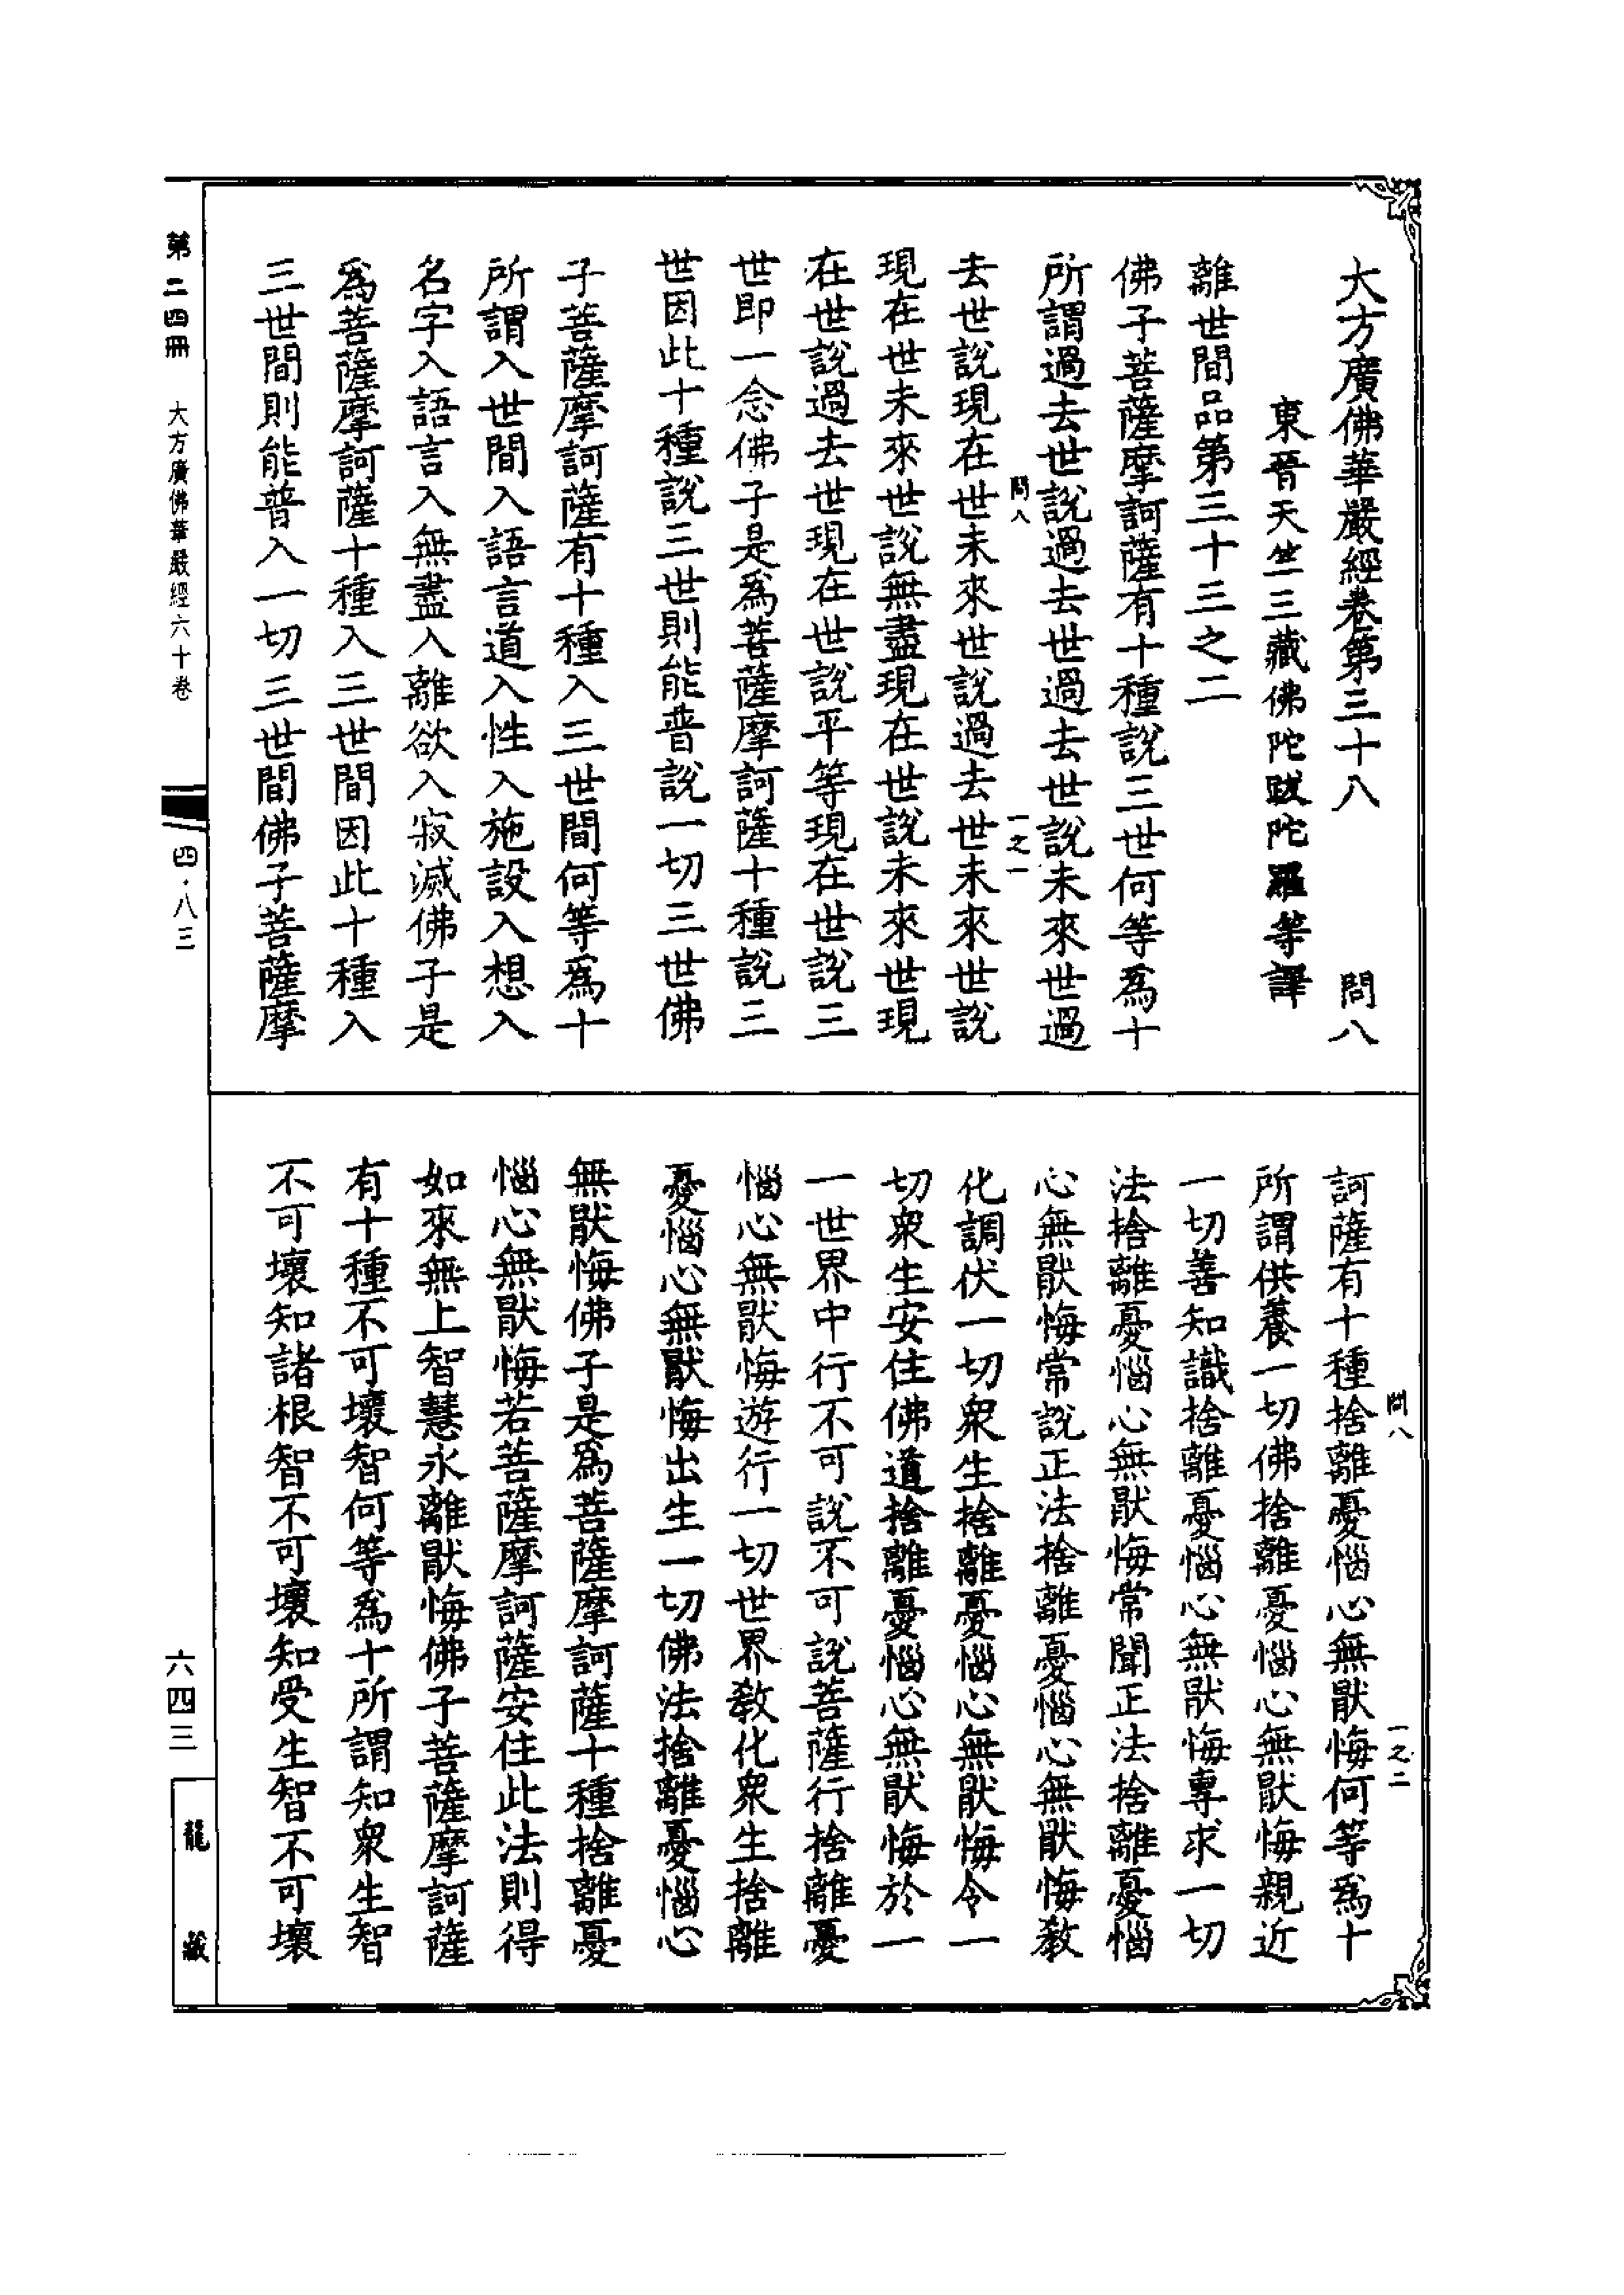 大方廣佛華嚴經卷第三十八　問八
東晉天竺三藏佛陀跋陀羅等譯
離世間品第三十三之二
佛子菩薩摩訶薩有十種說三世何等為十
所謂過去世說過去世過去世說未來世過
問八　一之一
去世說現在世未來世說過去世未來世說
現在世未來世說無盡現在世說未來世現
在世說過去世現在世說平等現在世說三
世即一念佛子是為菩薩摩訶薩十種說三
世因此十種說三世則能普說一切三世佛
子菩薩摩訶薩有十種入三世間何等為十
所謂入世間入語言道入性入施設入想入
名字入語言入無盡入離欲入寂滅佛子是
為菩薩摩訶薩十種入三世間因此十種入
三世間則能普入一切三世間佛子菩薩摩
問八　一之二
訶薩有十種捨離憂惱心無猒悔何等為十
所謂供養一切佛捨離憂惱心無猒悔親近
一切善知識捨離憂惱心無猒悔專求一切
法捨離憂惱心無猒悔常聞正法捨離憂惱
心無猒悔常說正法捨離憂惱心無猒悔教
化調伏一切衆生捨離憂惱心無猒悔令一
切衆生安住佛道捨離憂惱心無猒悔於一
一世界中行不可說不可說菩薩行捨離憂
惱心無猒悔遊行一切世界教化衆生捨離
憂惱心無猒悔出生一切佛法捨離憂惱心
無猒悔佛子是為菩薩摩訶薩十種捨離憂
惱心無猒悔若菩薩摩訶薩安住此法則得
如來無上智慧永離猒悔佛子菩薩摩訶薩
有十種不可壞智何等為十所謂知衆生智
不可壞知諸根智不可壞知受生智不可壞
第二四冊　大方廣佛華嚴經六十卷　四·八三
六四三
龍藏